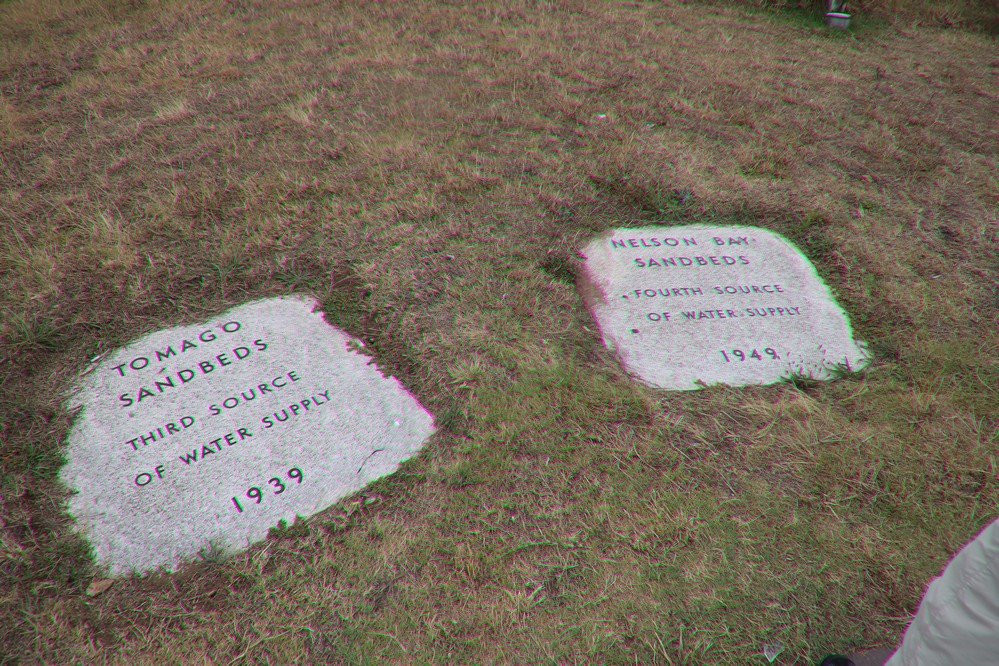 TOMAGO
SANDBEDS
THIRD SOURCE
OF WATER SUPPLY
1939
NELSON BAY
SANDBEDS
FOURTH SOURCE
OF WATER SUPPLY
1949